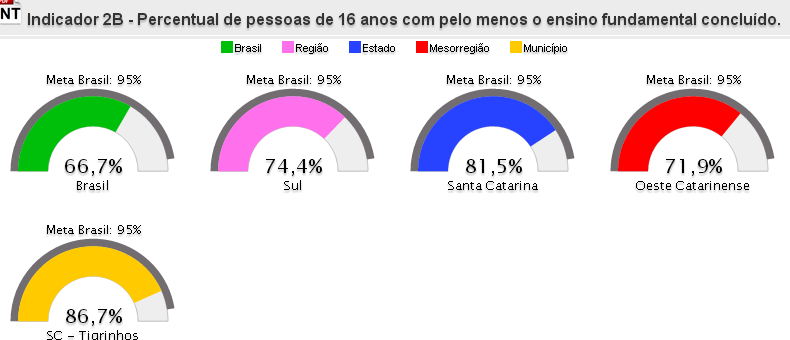 NT
Indicador 2B - Percentual de pessoas de 16 anos com pelo menos o ensino fundamental concluído.
Brasil Região Estado Mesorregião Município
Meta Brasil: 95% Meta Brasil: 95% Meta Brasil: 95% Meta Brasil: 95%
66,7% 74,4% 81,5% 71,9%
Brasil Sul Santa Catarina Oeste Catarinense
Meta Brasil: 95%
86,7%
SC - Tigrinhos